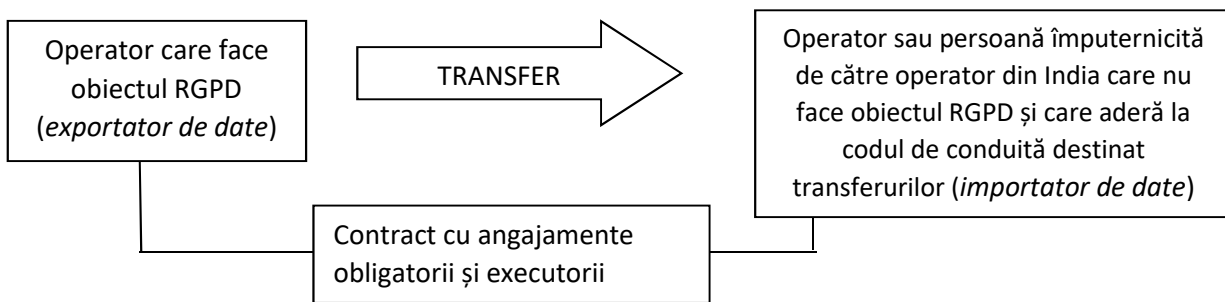 Operator care face
obiectul RGPD
(exportator de date)
TRANSFER
Operator sau persoană împuternicită
de către operator din India care nu
face obiectul RGPD și care aderă la
codul de conduită destinat
transferurilor (importator de date)
Contract cu angajamente
obligatorii și executorii